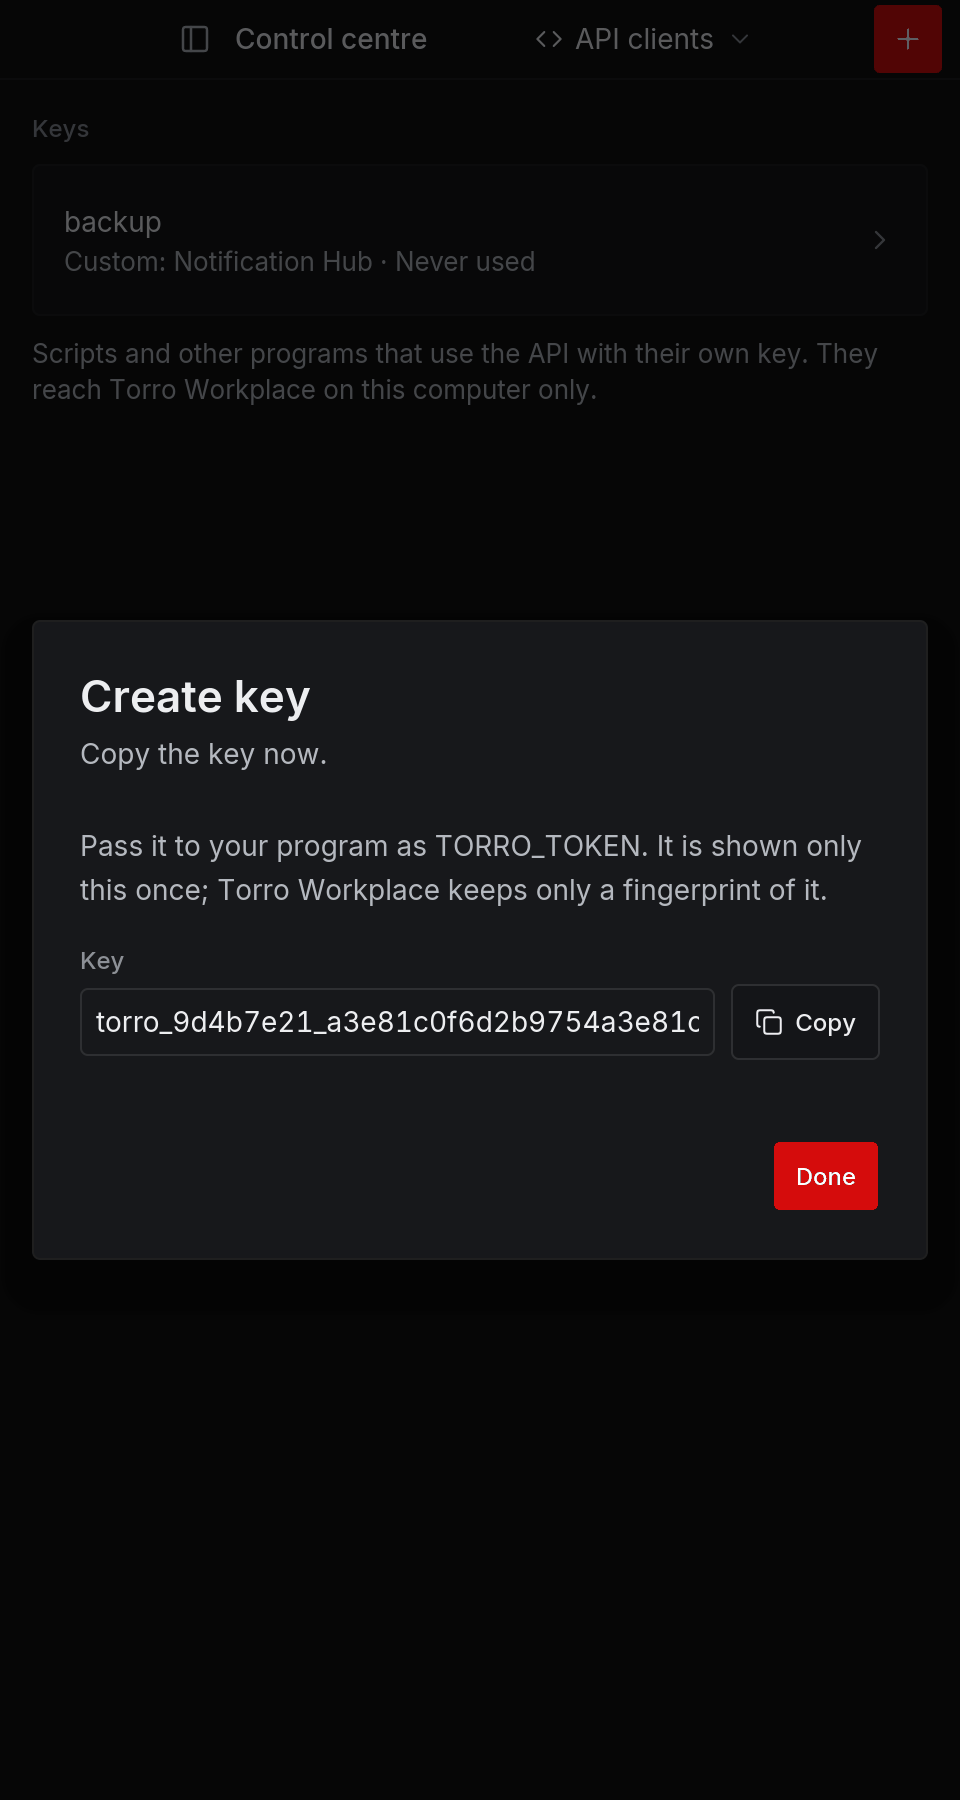 Control centre
API clients
Keys
backup
Custom: Notification Hub · Never used
Scripts and other programs that use the API with their own key. They
reach Torro Workplace on this computer only.
Create key
Copy the key now.
Pass it to your program as TORRO_TOKEN. It is shown only
this once; Torro Workplace keeps only a fingerprint of it.
Key
torro_9d4b7e21_a3e81c0f6d2b9754a3e81c
Copy
Done